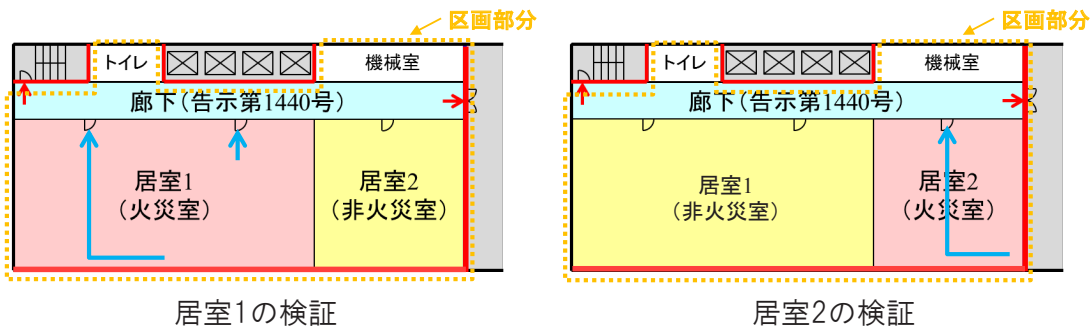 区画部分
トイレ
機械室
廊下(告示第1440号)
居室1
(火災室)
居室2
(非火災室)
居室1の検証
区画部分
トイレ
機械室
廊下(告示第1440号)
居室1
(非火災室)
居室2
(火災室)
居室2の検証